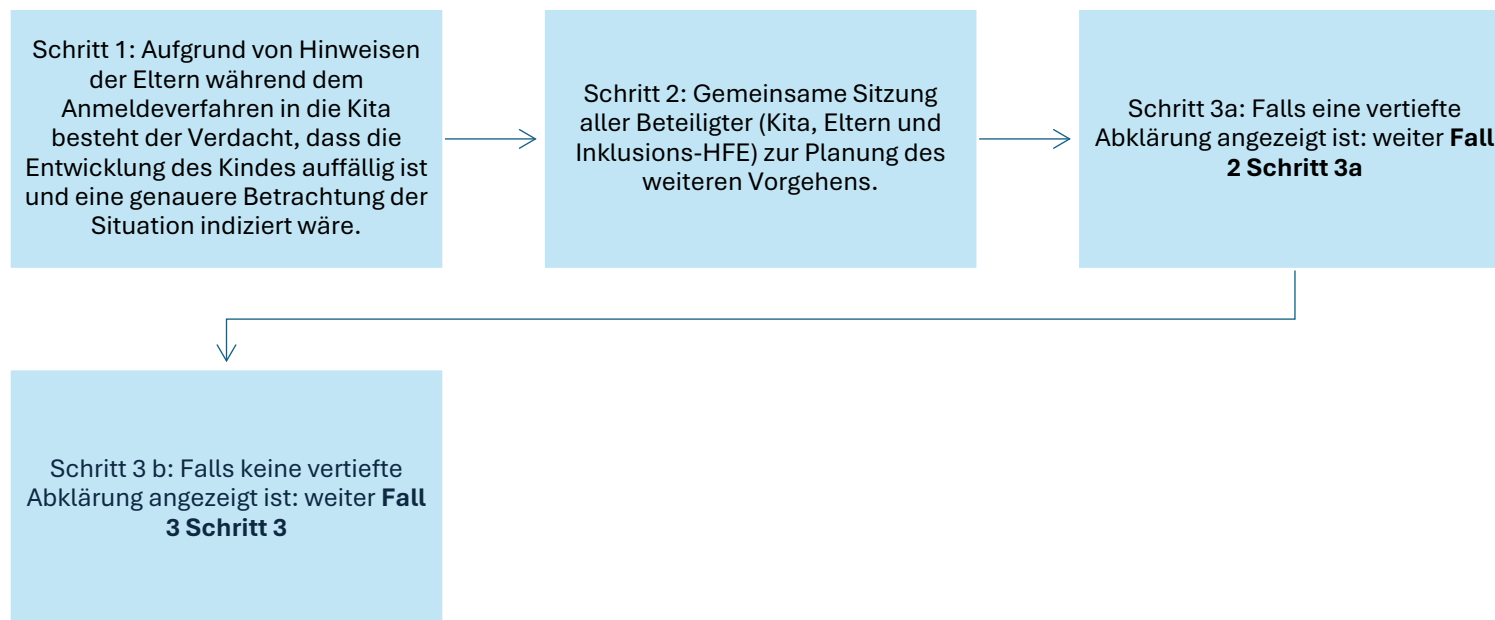 Schritt 1: Aufgrund von Hinweisen
der Eltern während dem
Anmeldeverfahren in die Kita
besteht der Verdacht, dass die
Entwicklung des Kindes auffällig ist
und eine genauere Betrachtung der
Situation indiziert wäre.
Schritt 2: Gemeinsame Sitzung
aller Beteiligter (Kita, Eltern und
Inklusions-HFE) zur Planung des
weiteren Vorgehens.
Schritt 3a: Falls eine vertiefte
Abklärung angezeigt ist: weiter Fall
2 Schritt 3a
Schritt 3 b: Falls keine vertiefte
Abklärung angezeigt ist: weiter Fall
3 Schritt 3